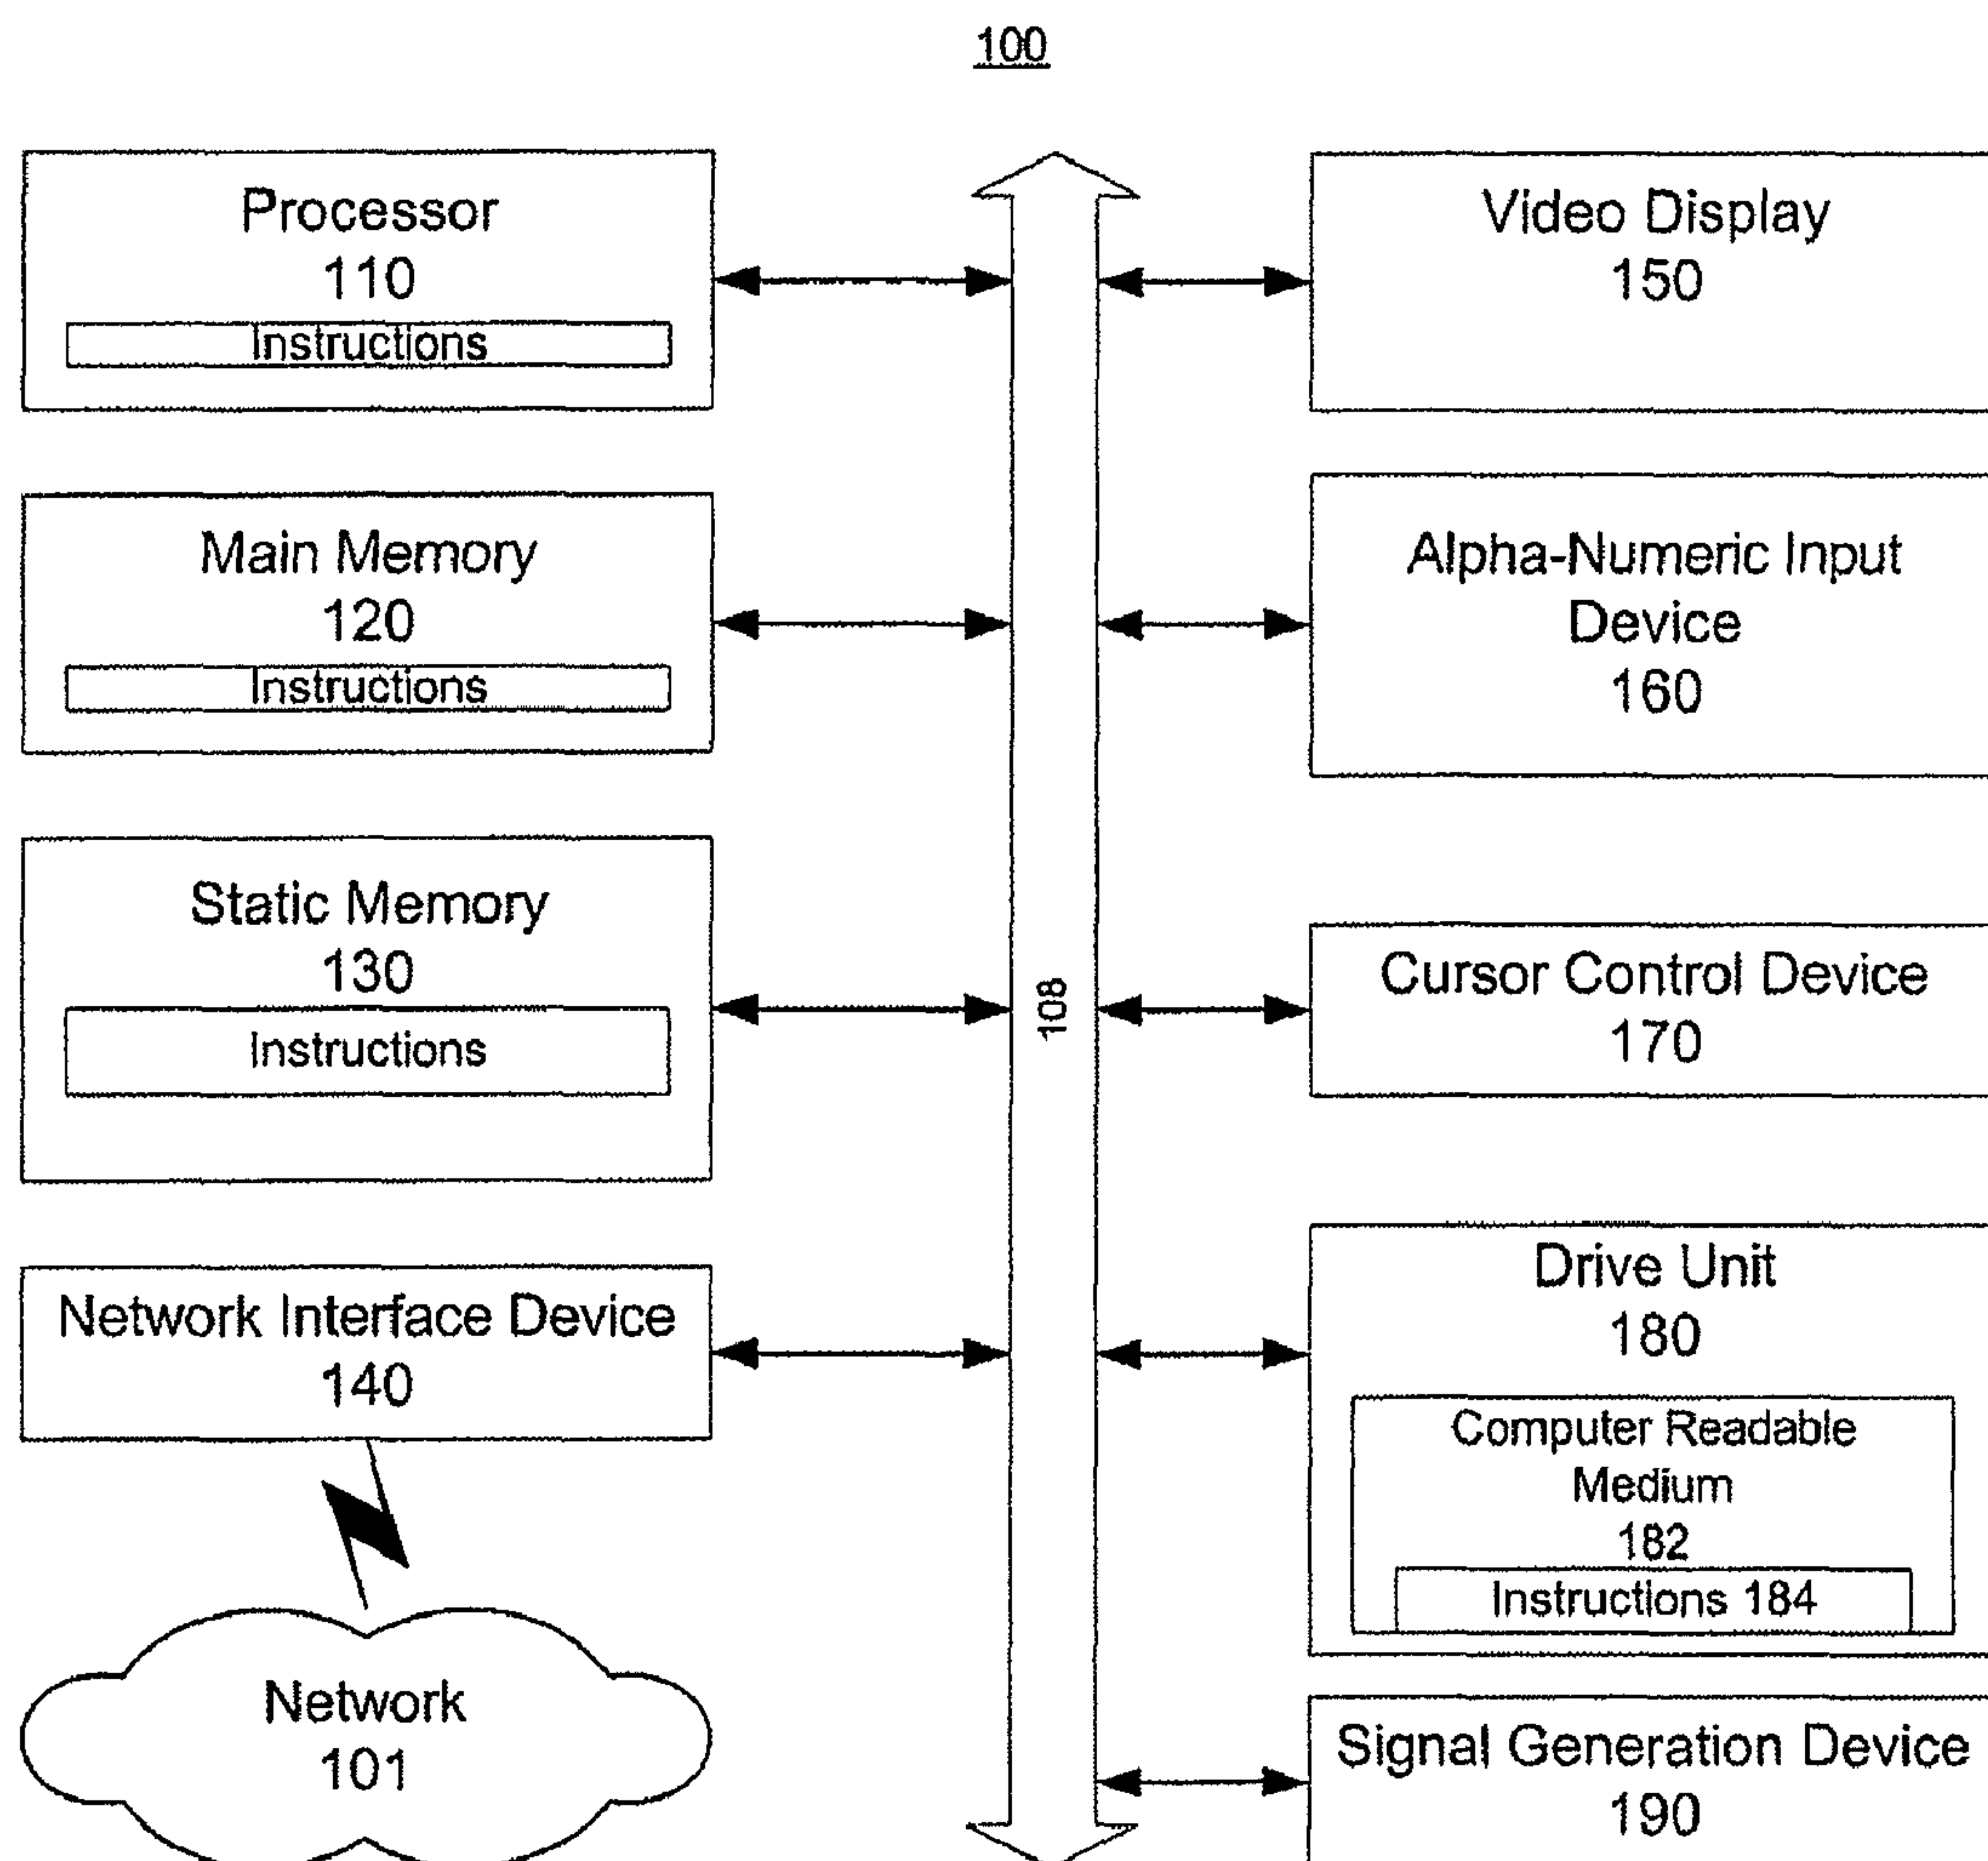 100
Processor
110
Instructions
Main Memory
120
Instructions
Static Memory
130
Instructions
Network Interface Device
140
Network
101
108
Video Display
150
Alpha-Numeric Input
Device
160
Cursor Control Device
170
Drive Unit
180
Computer Readable
Medium
182
Instructions 184
Signal Generation Device
190